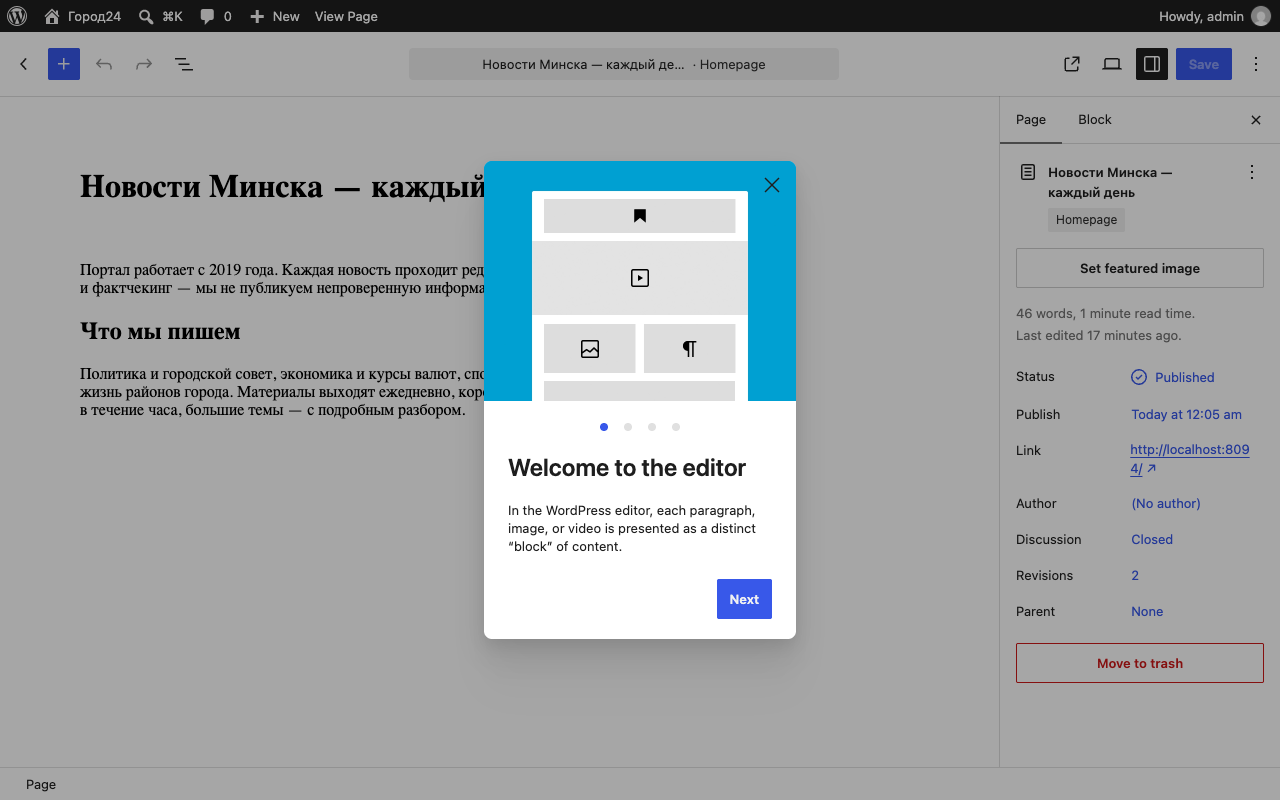 Город24
⌘K
0
New
View Page
Howdy, admin
Новости Минска — каждый де... · Homepage
Save
Page
Block
Новости Минска — каждый
Портал работает с 2019 года. Каждая новость проходит
и фактчекинг — мы не публикуем непроверенную
Что мы пишем
Политика и городской совет, экономика и курсы валют,
жизнь районов города. Материалы выходят ежедневно,
в течение часа, большие темы — с подробным разбором.
Welcome to the editor
In the WordPress editor, each paragraph,
image, or video is presented as a distinct
“block” of content.
Next
Новости Минска —
каждый день
Homepage
Set featured image
46 words, 1 minute read time.
Last edited 17 minutes ago.
Status
Published
Publish
Today at 12:05 am
Link
http://localhost:809
4/ ↗
Author
(No author)
Discussion
Closed
Revisions
2
Parent
None
Move to trash
Page